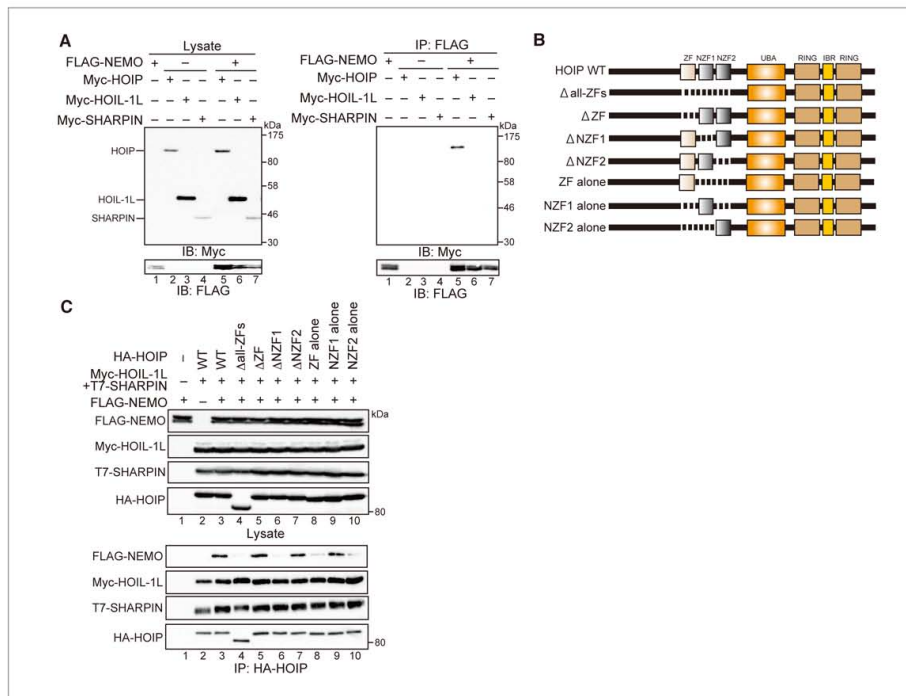 A
Lysate
FLAG-NEMO + – +
Myc-HOIP
Myc-HOIL-1L
Myc-SHARPIN
+ – – – + + +
– + – – + – –
– – + – – + –
– – – + – – +
kDa
175
80
58
46
30
HOIP
HOIL-1L
SHARPIN
IB: Myc
1 2 3 4 5 6 7
IB: FLAG
IP: FLAG
FLAG-NEMO + – +
Myc-HOIP – + – – + – –
Myc-HOIL-1L – – + – – + –
Myc-SHARPIN – – – + – – +
kDa
175
80
58
46
30
IB: Myc
1 2 3 4 5 6 7
IB: FLAG
B
ZF NZF1 NZF2 UBA RING IBR RING
HOIP WT
Δ all-ZFs
Δ ZF
Δ NZF1
Δ NZF2
ZF alone
NZF1 alone
NZF2 alone
C
HA-HOIP – WT WT Δall-ZFs ΔZF ΔNZF1 ΔNZF2 ZF alone NZF1 alone NZF2 alone
Myc-HOIL-1L
+T7-SHARPIN – + + + + + + + + +
FLAG-NEMO + – + + + + + + + +
kDa
FLAG-NEMO
Myc-HOIL-1L
T7-SHARPIN
HA-HOIP
80
1 2 3 4 5 6 7 8 9 10
Lysate
FLAG-NEMO
Myc-HOIL-1L
T7-SHARPIN
HA-HOIP
80
1 2 3 4 5 6 7 8 9 10
IP: HA-HOIP